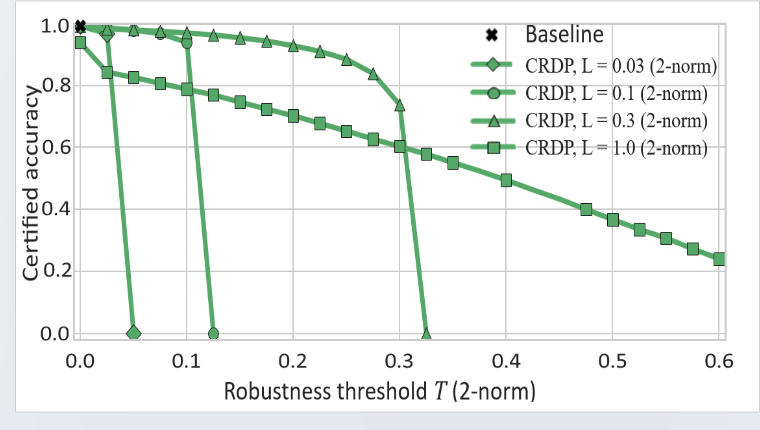 1.0
0.8
0.6
0.4
0.2
0.0
Certified accuracy
Baseline
CRDP, L = 0.03 (2-norm)
CRDP, L = 0.1 (2-norm)
CRDP, L = 0.3 (2-norm)
CRDP, L = 1.0 (2-norm)
0.0 0.1 0.2 0.3 0.4 0.5 0.6
Robustness threshold T (2-norm)